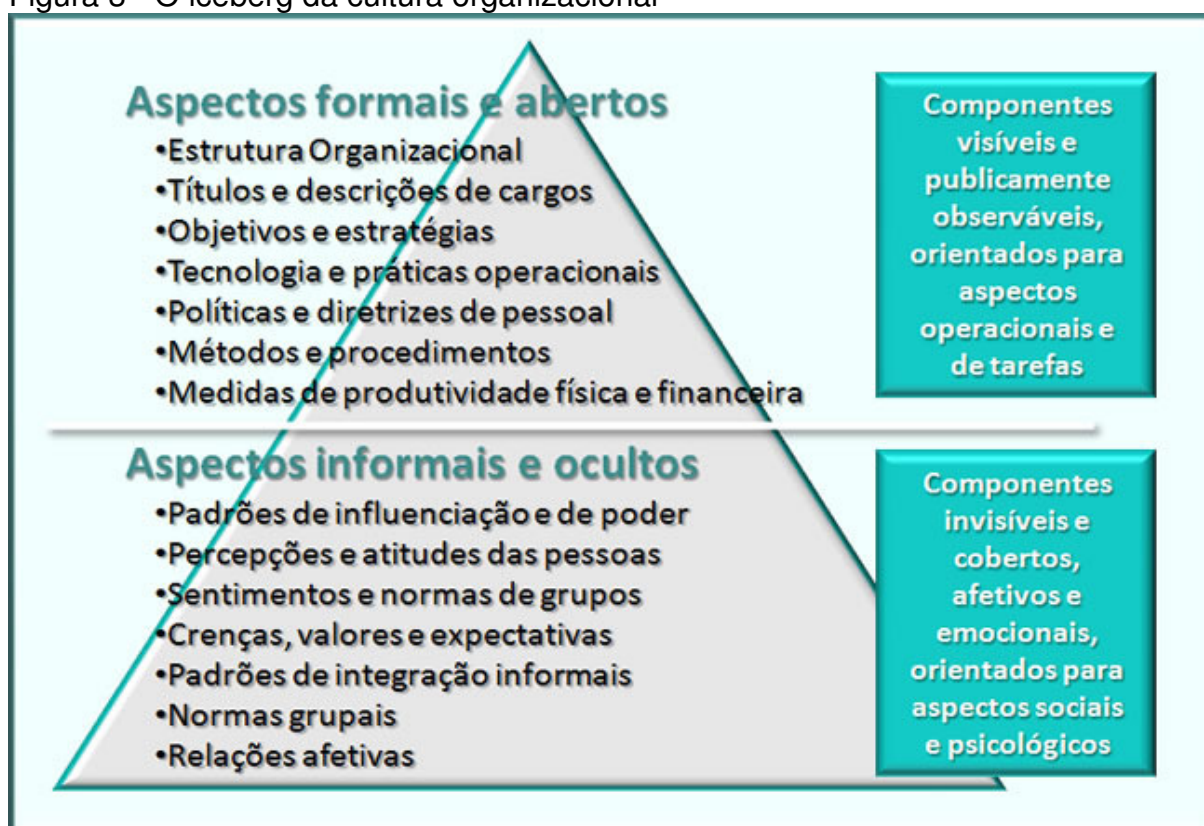 Figura 3 - O iceberg da cultura organizacional
Aspectos formais e abertos
•Estrutura Organizacional
•Títulos e descrições de cargos
•Objetivos e estratégias
•Tecnologia e práticas operacionais
•Políticas e diretrizes de pessoal
•Métodos e procedimentos
•Medidas de produtividade física e financeira
Componentes
visíveis e
publicamente
observáveis,
orientados para
aspectos
operacionais e
de tarefas
Aspectos informais e ocultos
•Padrões de influenciação e de poder
•Percepções e atitudes das pessoas
•Sentimentos e normas de grupos
•Crenças, valores e expectativas
•Padrões de integração informais
•Normas grupais
•Relações afetivas
Componentes
invisíveis e
cobertos,
afetivos e
emocionais,
orientados para
aspectos sociais
e psicológicos